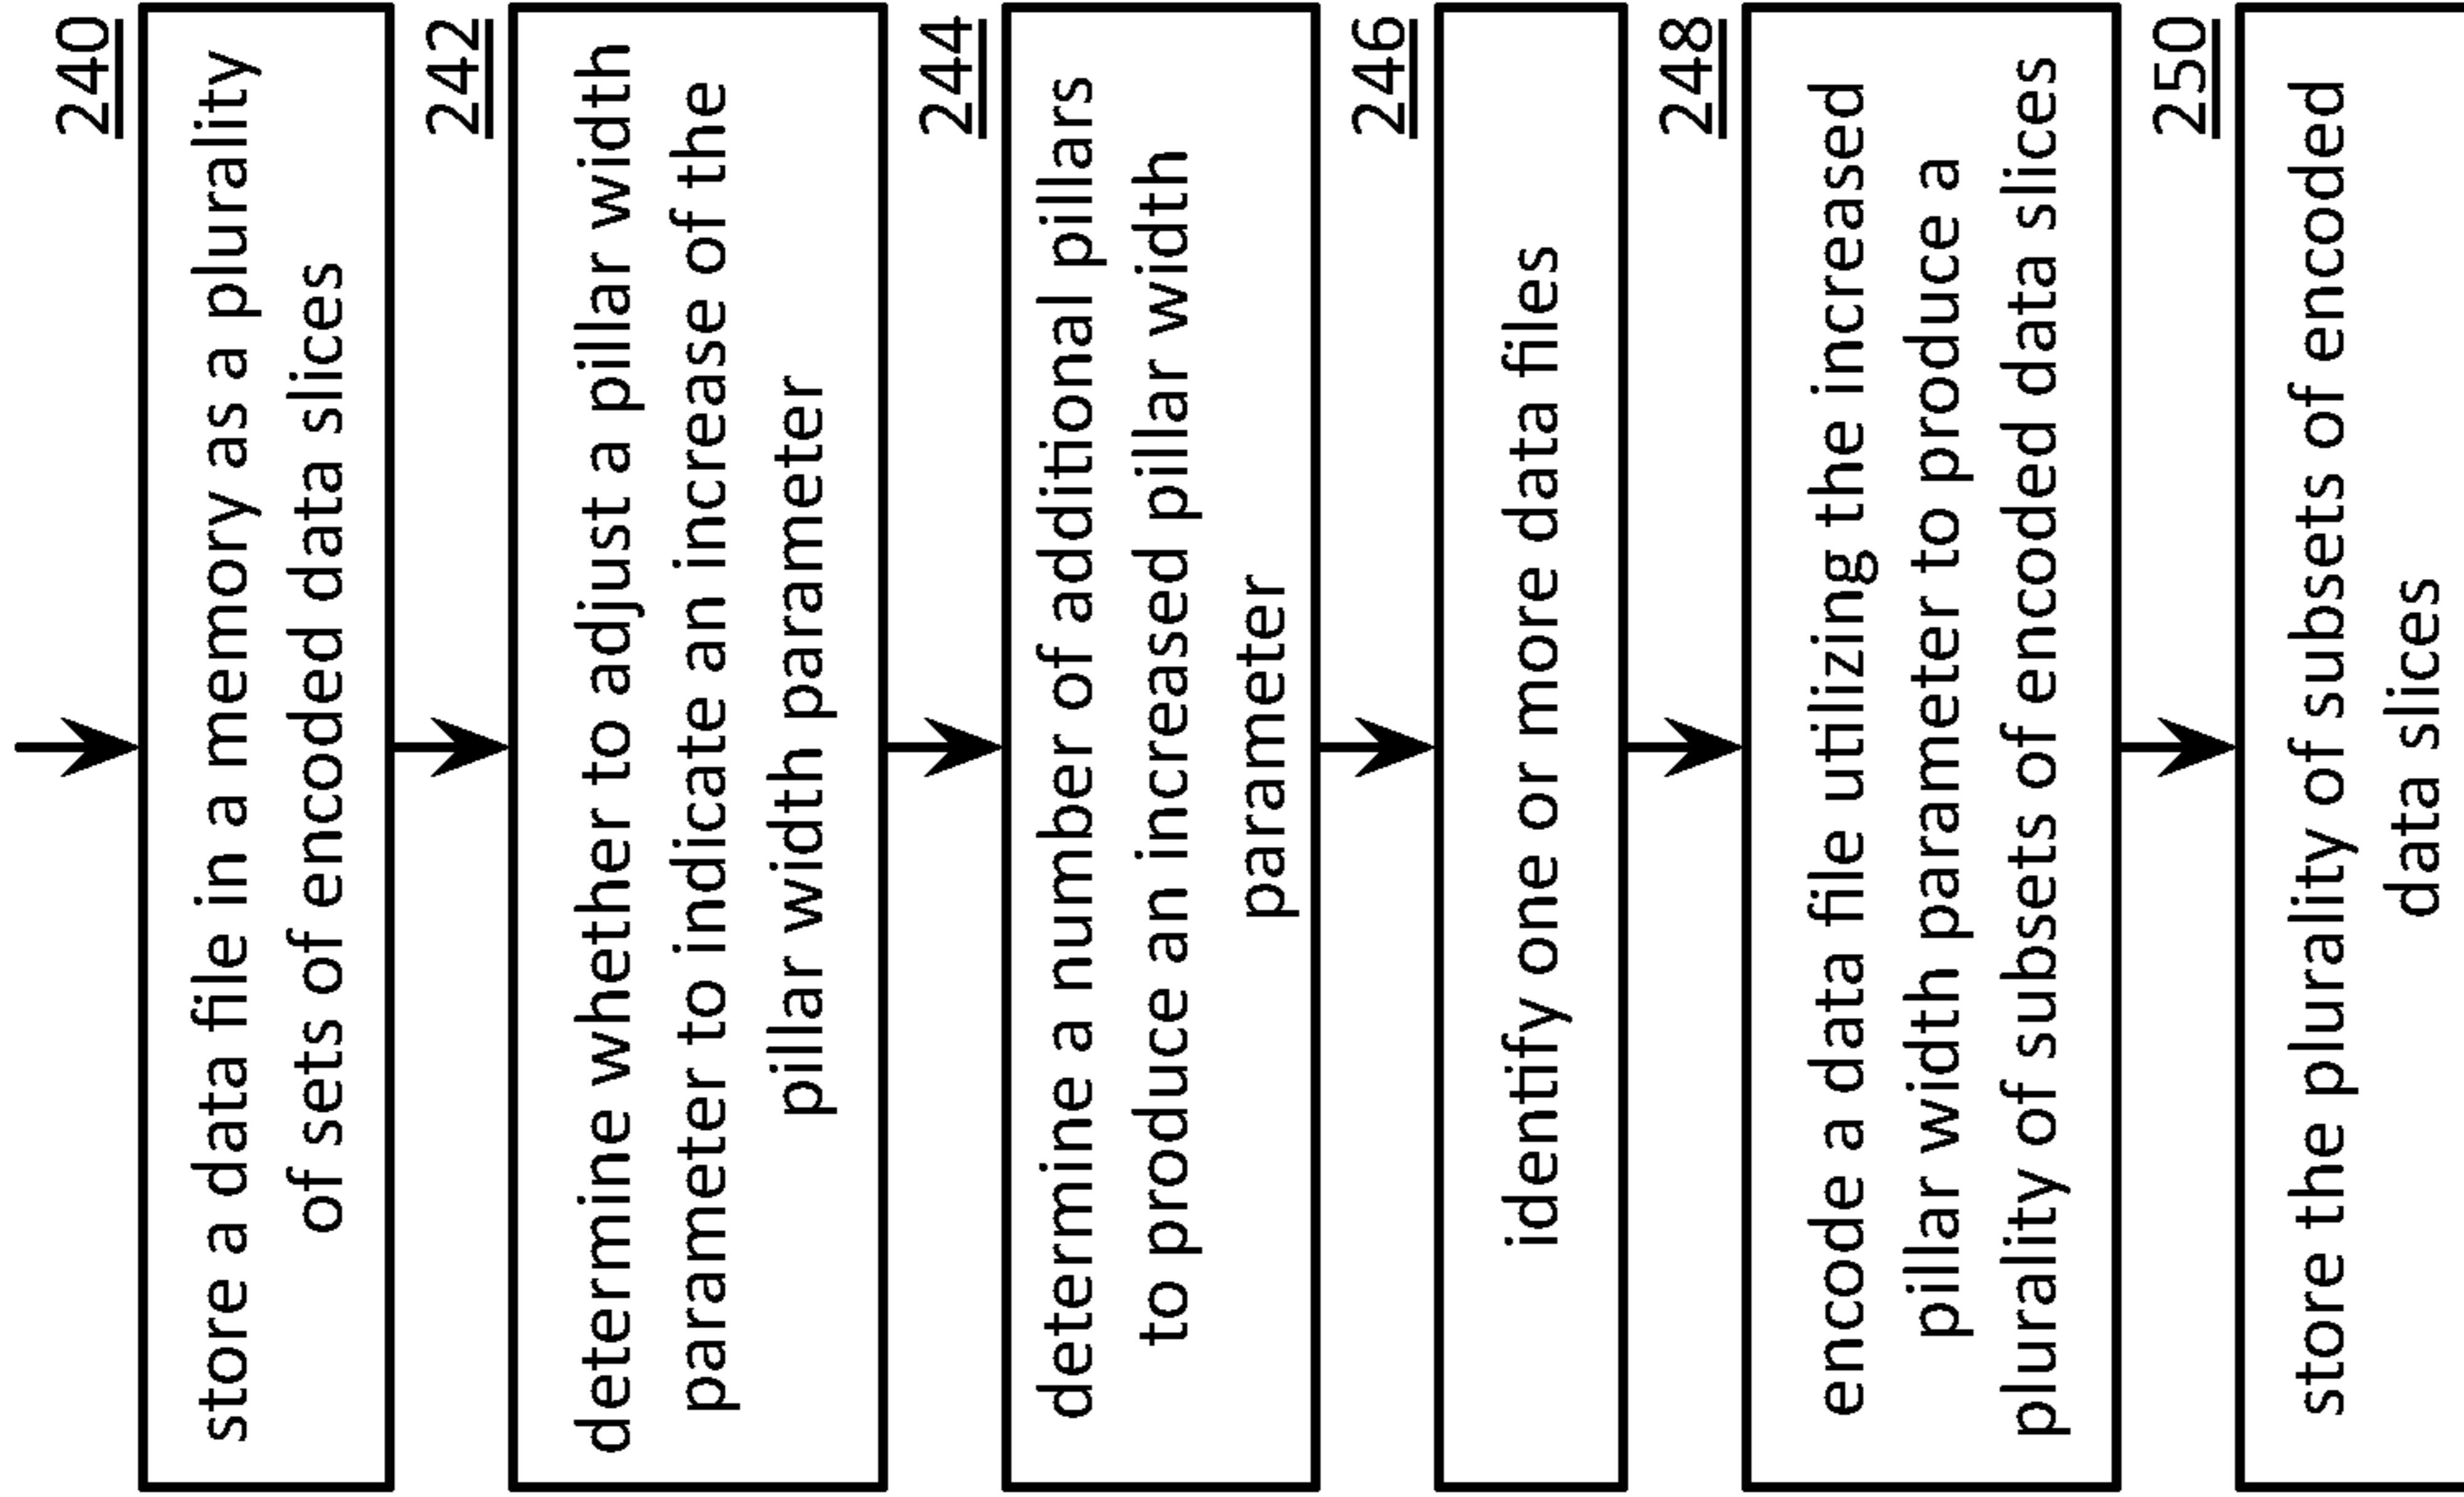 240
store a data file in a memory as a plurality
of sets of encoded data slices
242
determine whether to adjust a pillar width
parameter to indicate an increase of the
pillar width parameter
244
determine a number of additional pillars
to produce an increased pillar width
parameter
246
identify one or more data files
248
encode a data file utilizing the increased
pillar width parameter to produce a
plurality of subsets of encoded data slices
250
store the plurality of subsets of encoded
data slices